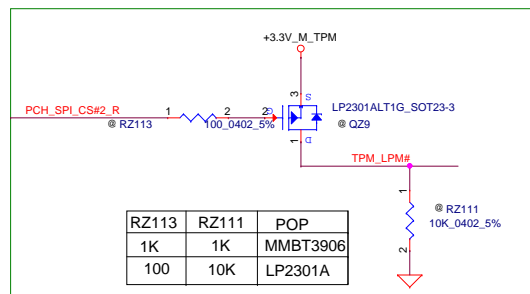 +3.3V_M_TPM
S
3
LP2301ALT1G_SOT23-3
PCH_SPI_CS#2_R
1 2 2 G
@ RZ113 100_0402_5%
@ QZ9
1 D
TPM_LPM#
1
@ RZ111
10K_0402_5%
2
RZ113 RZ111 POP
1K 1K MMBT3906
100 10K LP2301A